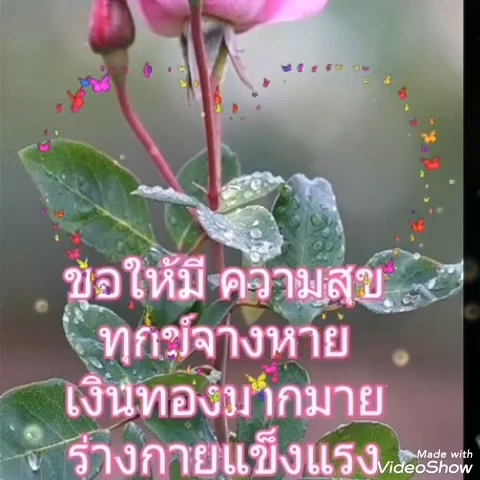 ขอให้มี ความสุข
ทุกข์จางหาย
เงินทองมากมาย
ร่างกายแข็งแรง
Made with
VideoShow